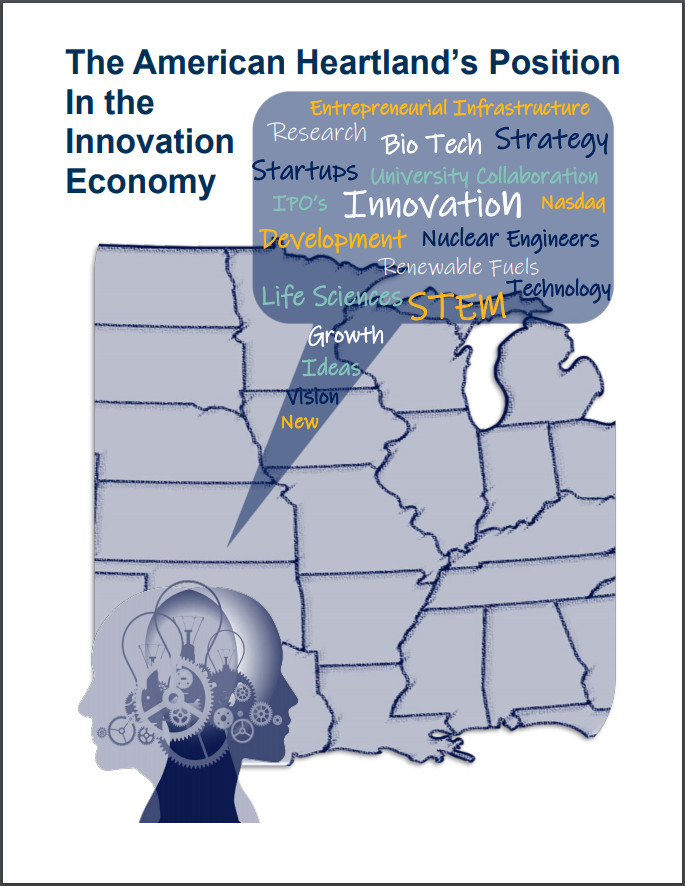 The American Heartland's Position
In the
Innovation
Economy
Entrepreneurial Infrastructure
Research
Bio Tech
Strategy
Startups
University Collaboration
IPO's
Innovation
Nasdaq
Development
Nuclear Engineers
Renewable Fuels
Technology
Life Sciences
STEM
Growth
Ideas
Vision
New